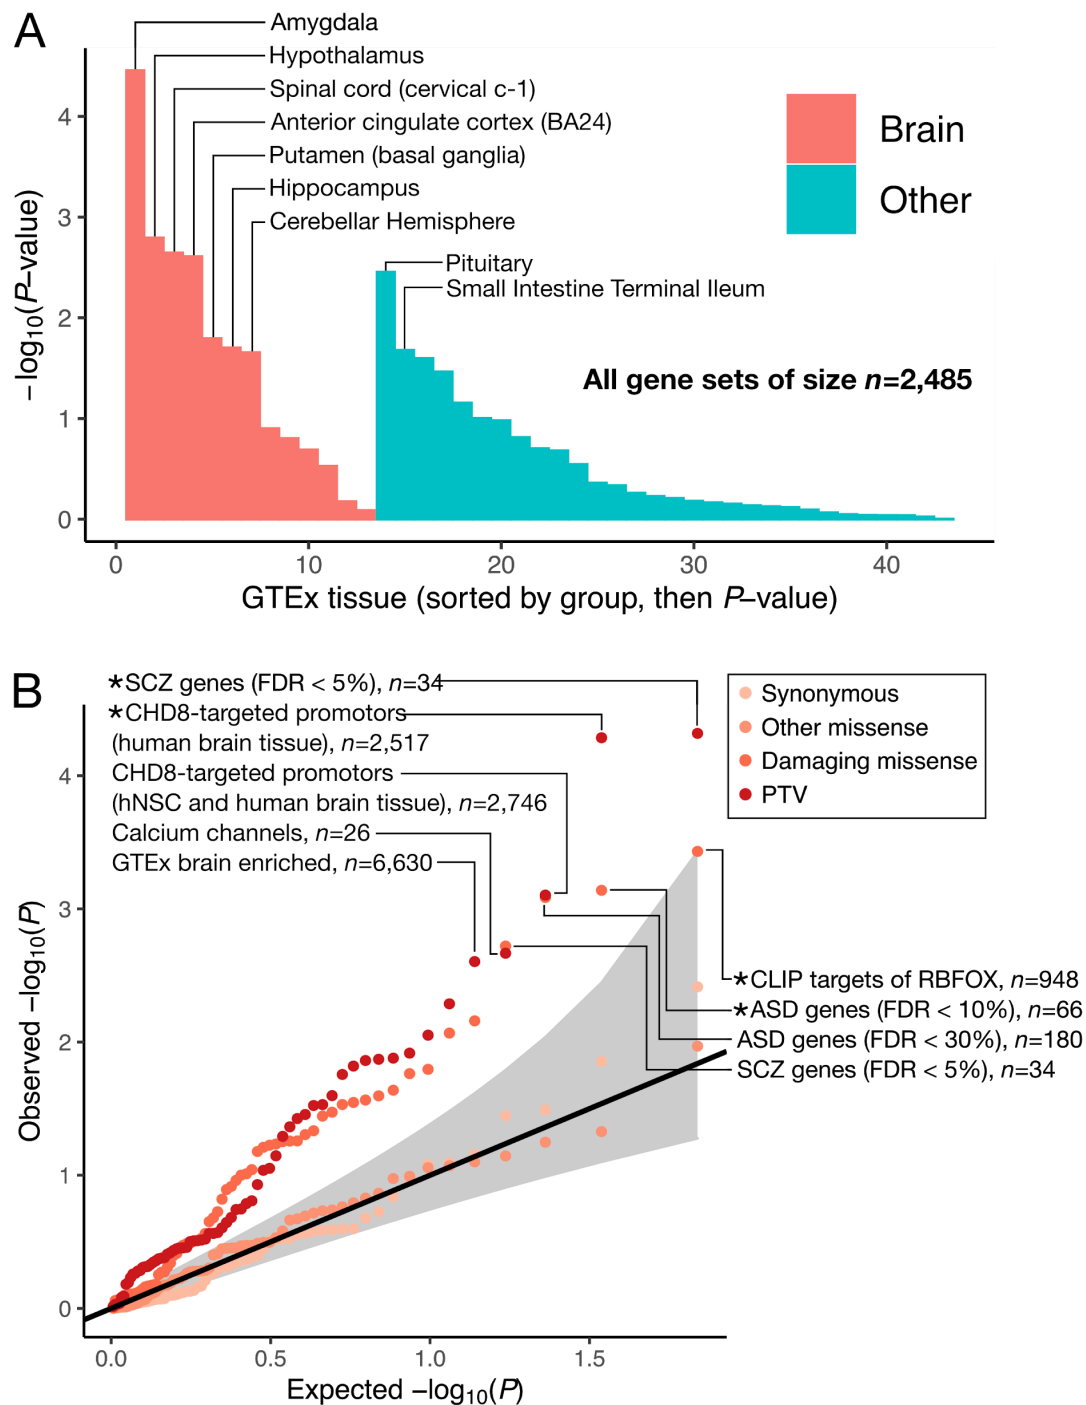 A
Amygdala
Hypothalamus
Spinal cord (cervical c-1)
Anterior cingulate cortex (BA24)
Putamen (basal ganglia)
Hippocampus
Cerebellar Hemisphere
Pituitary
Small Intestine Terminal Ileum
Brain
Other
All gene sets of size n=2,485
−log10(P−value)
4
3
2
1
0
0 10 20 30 40
GTEx tissue (sorted by group, then P−value)
B
*SCZ genes (FDR < 5%), n=34
*CHD8-targeted promotors
(human brain tissue), n=2,517
CHD8-targeted promotors
(hNSC and human brain tissue), n=2,746
Calcium channels, n=26
GTEx brain enriched, n=6,630
Synonymous
Other missense
Damaging missense
PTV
*CLIP targets of RBFOX, n=948
*ASD genes (FDR < 10%), n=66
ASD genes (FDR < 30%), n=180
SCZ genes (FDR < 5%), n=34
Observed −log10(P)
4
3
2
1
0
0.0 0.5 1.0 1.5
Expected −log10(P)